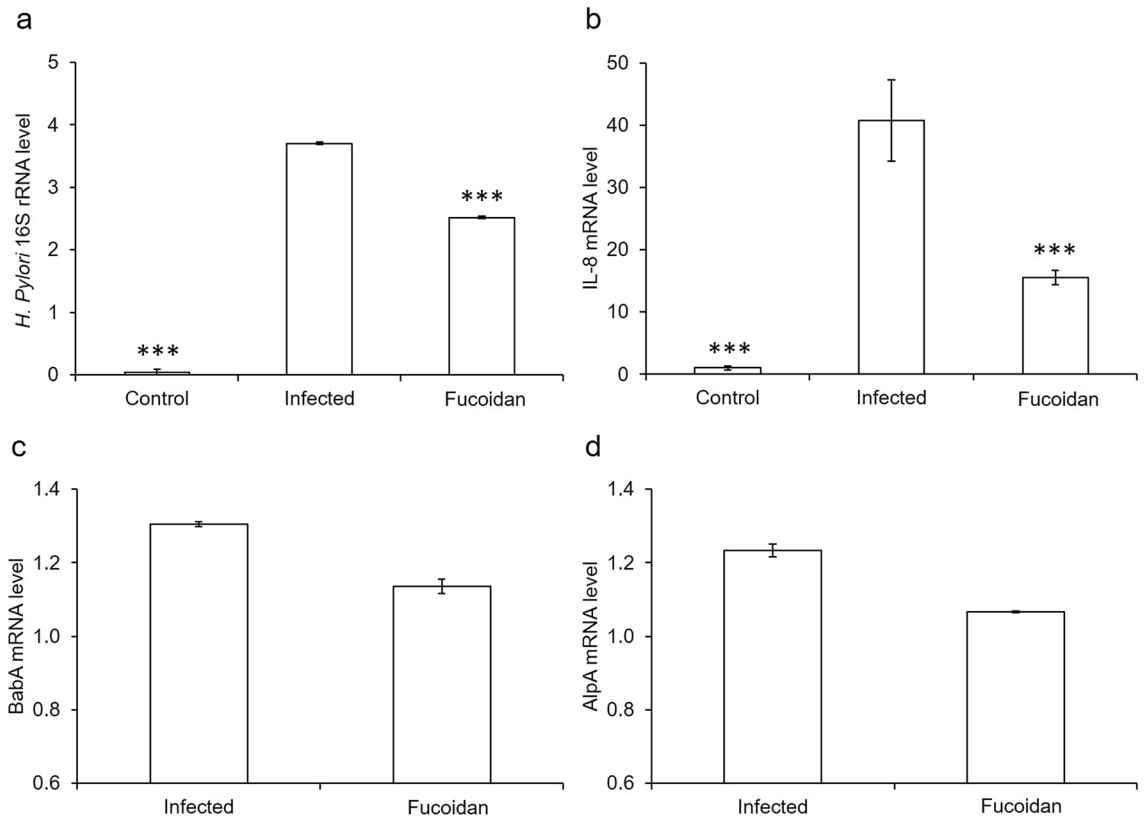 a
H. Pylori 16S rRNA level
5
4
3
2
1
0
***
***
Control
Infected
Fucoidan
b
IL-8 mRNA level
50
40
30
20
10
0
***
***
Control
Infected
Fucoidan
c
BabA mRNA level
1.4
1.2
1.0
0.8
0.6
Infected
Fucoidan
d
AlpA mRNA level
1.4
1.2
1.0
0.8
0.6
Infected
Fucoidan